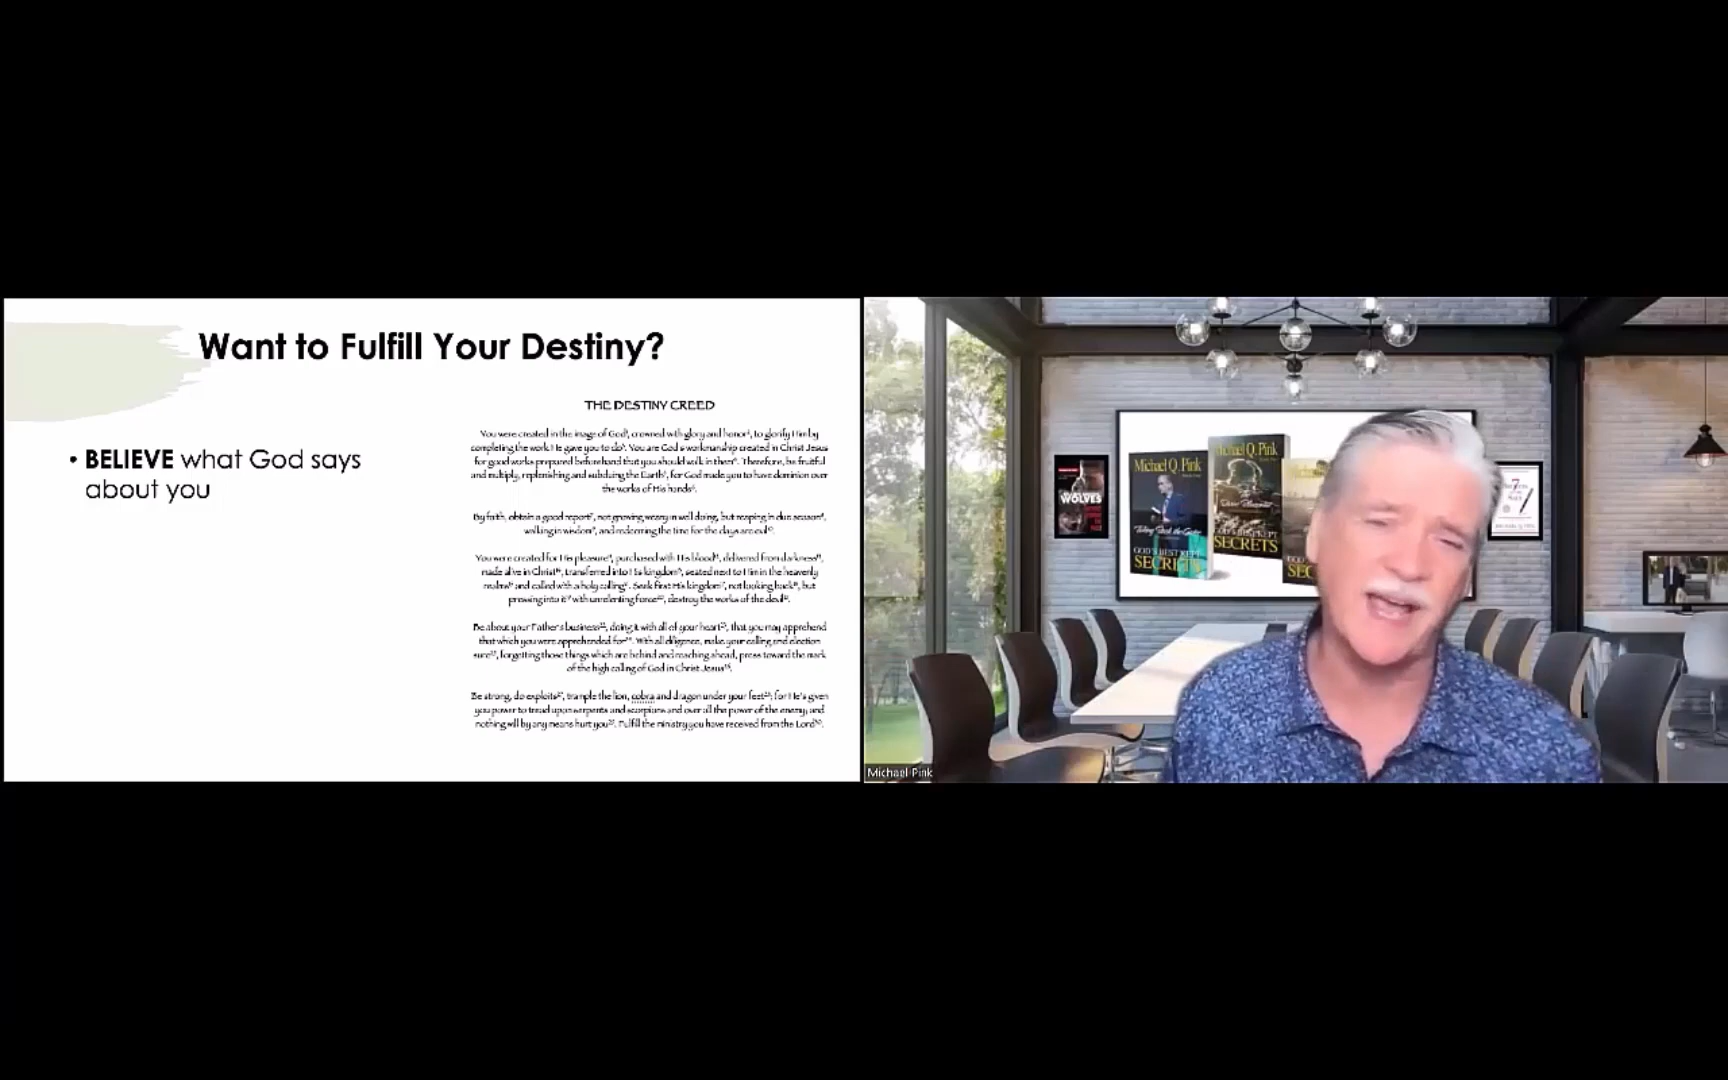 Want to Fulfill Your Destiny?
• BELIEVE what God says
about you
THE DESTINY CREED
You were created in the image of God, crowned with glory and honor, to glorify Him by
completing the work He gave you to do. You are God's workmanship created in Christ Jesus
for good works prepared beforehand that you should walk in them. Therefore, be fruitful
and multiply, replenishing and subduing the Earth, for God made you to have dominion over
the works of His hands.
By faith, obtain a good report, not growing weary in well doing, but reaping in due season,
walking in wisdom, and redeeming the time for the days are evil.
You were created for His pleasure, purchased with His blood, delivered from darkness,
made alive in Christ, transferred into His kingdom, seated next to Him in the heavenly
realms and called with a holy calling. Seek first His kingdom, not looking back, but
pressing into it with unrelenting force, destroy the works of the devil.
Be about your Father's business, doing it with all of your heart, that you may apprehend
that which you were apprehended for. With all diligence, make your calling and election
sure, forgetting those things which are behind and reaching ahead, press toward the mark
of the high calling of God in Christ Jesus.
Be strong, do exploits, trample the lion, cobra and dragon under your feet; for He's given
you power to tread upon serpents and scorpions and over all the power of the enemy, and
nothing will by any means hurt you. Fulfill the ministry you have received from the Lord.
WOLVES
Michael Q. Pink
GOD'S BEST KEPT
SECRETS
Michael Q. Pink
GOD'S BEST KEPT
SECRETS
SEC
7
Michael Pink